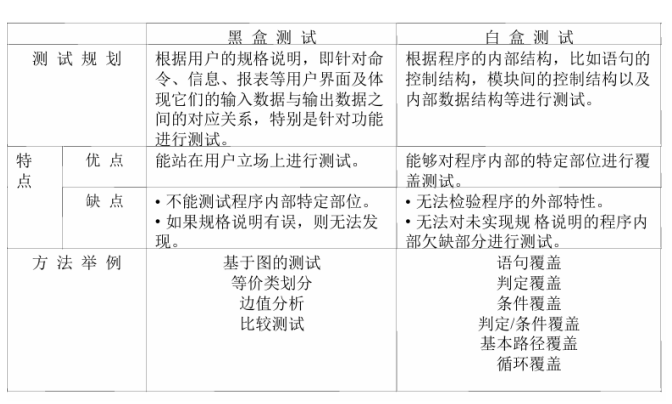 黑 盒 测 试
白 盒 测 试
测 试 规 划
根据用户的规格说明，即针对命
令、信息、报表等用户界面及体
现它们的输入数据与输出数据之
间的对应关系，特别是针对功能
进行测试。
根据程序的内部结构，比如语句的
控制结构，模块间的控制结构以及
内部数据结构等进行测试。
特
点
优 点
能站在用户立场上进行测试。
能够对程序内部的特定部位进行覆
盖测试。
缺 点
• 不能测试程序内部特定部位。
• 如果规格说明有误，则无法发
现。
• 无法检验程序的外部特性。
• 无法对未实现规格说明的程序内
部欠缺部分进行测试。
方 法 举 例
基于图的测试
等价类划分
边值分析
比较测试
语句覆盖
判定覆盖
条件覆盖
判定/条件覆盖
基本路径覆盖
循环覆盖